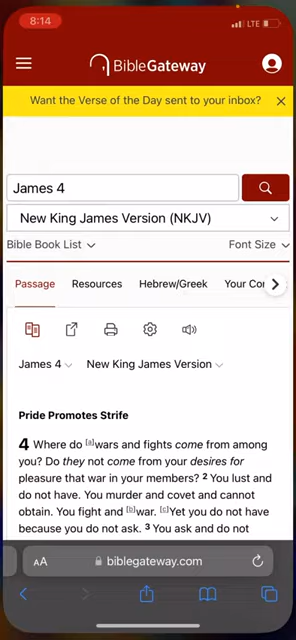 8:14
LTE
BibleGateway
Want the Verse of the Day sent to your inbox?
James 4
New King James Version (NKJV)
Bible Book List
Font Size
Passage Resources Hebrew/Greek Your Con
James 4 New King James Version
Pride Promotes Strife
4 Where do [a]wars and fights come from among
you? Do they not come from your desires for
pleasure that war in your members? 2 You lust and
do not have. You murder and covet and cannot
obtain. You fight and [b]war. [c]Yet you do not have
because you do not ask. 3 You ask and do not
AA biblegateway.com